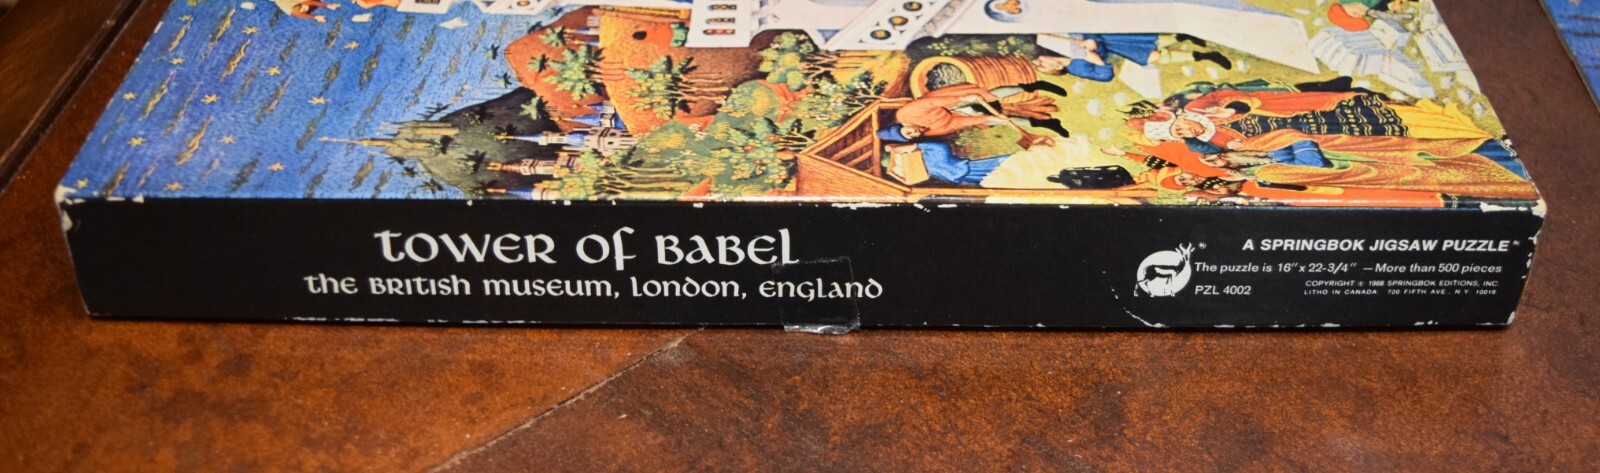 TOWER OF BABEL
THE BRITISH MUSEUM, LONDON, ENGLAND
A SPRINGBOK JIGSAW PUZZLE™
The puzzle is 16" x 22-3/4" — More than 500 pieces
PZL 4002
COPYRIGHT © 1968 SPRINGBOK EDITIONS, INC.
LITHO IN CANADA 720 FIFTH AVE., N.Y. 10019